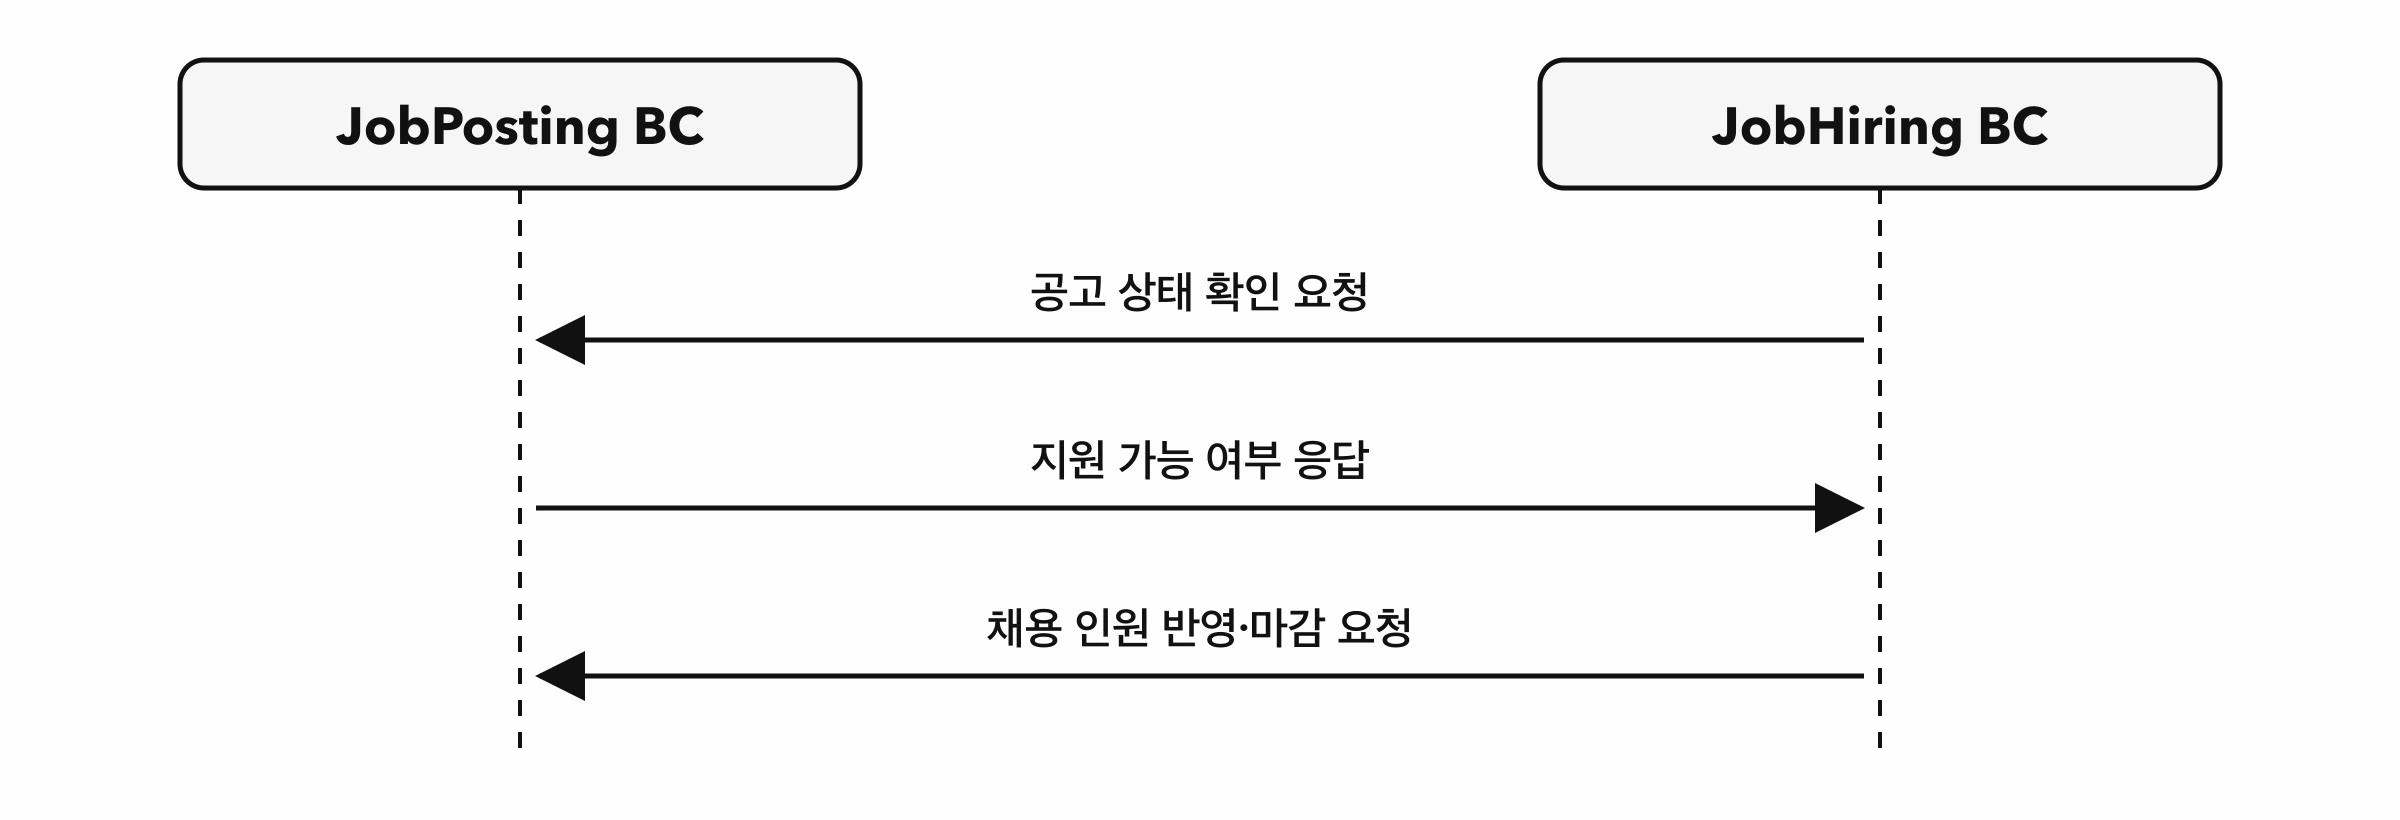 JobPosting BC
JobHiring BC
공고 상태 확인 요청
지원 가능 여부 응답
채용 인원 반영·마감 요청